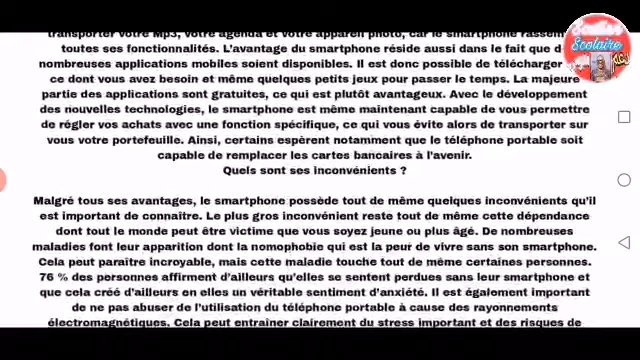 transporter votre Mp3, votre agenda et votre appareil photo, car le smartphone rassem
toutes ses fonctionnalités. L'avantage du smartphone réside aussi dans le fait que d
nombreuses applications mobiles soient disponibles. Il est donc possible de télécharger
ce dont vous avez besoin et même quelques petits jeux pour passer le temps. La majeure
partie des applications sont gratuites, ce qui est plutôt avantageux. Avec le développement
des nouvelles technologies, le smartphone est même maintenant capable de vous permettre
de régler vos achats avec une fonction spécifique, ce qui vous évite alors de transporter sur
vous votre portefeuille. Ainsi, certains espèrent notamment que le téléphone portable soit
capable de remplacer les cartes bancaires à l'avenir.
Quels sont ses inconvénients ?
Malgré tous ses avantages, le smartphone possède tout de même quelques inconvénients qu'il
est important de connaître. Le plus gros inconvénient reste tout de même cette dépendance
dont tout le monde peut être victime que vous soyez jeune ou plus âgé. De nombreuses
maladies font leur apparition dont la nomophobie qui est la peur de vivre sans son smartphone.
Cela peut paraître incroyable, mais cette maladie touche tout de même certaines personnes.
76 % des personnes affirment d'ailleurs qu'elles se sentent perdues sans leur smartphone et
que cela créé d'ailleurs en elles un véritable sentiment d'anxiété. Il est également important
de ne pas abuser de l'utilisation du téléphone portable à cause des rayonnements
électromagnétiques. Cela peut entraîner clairement du stress important et des risques de
Scolaire